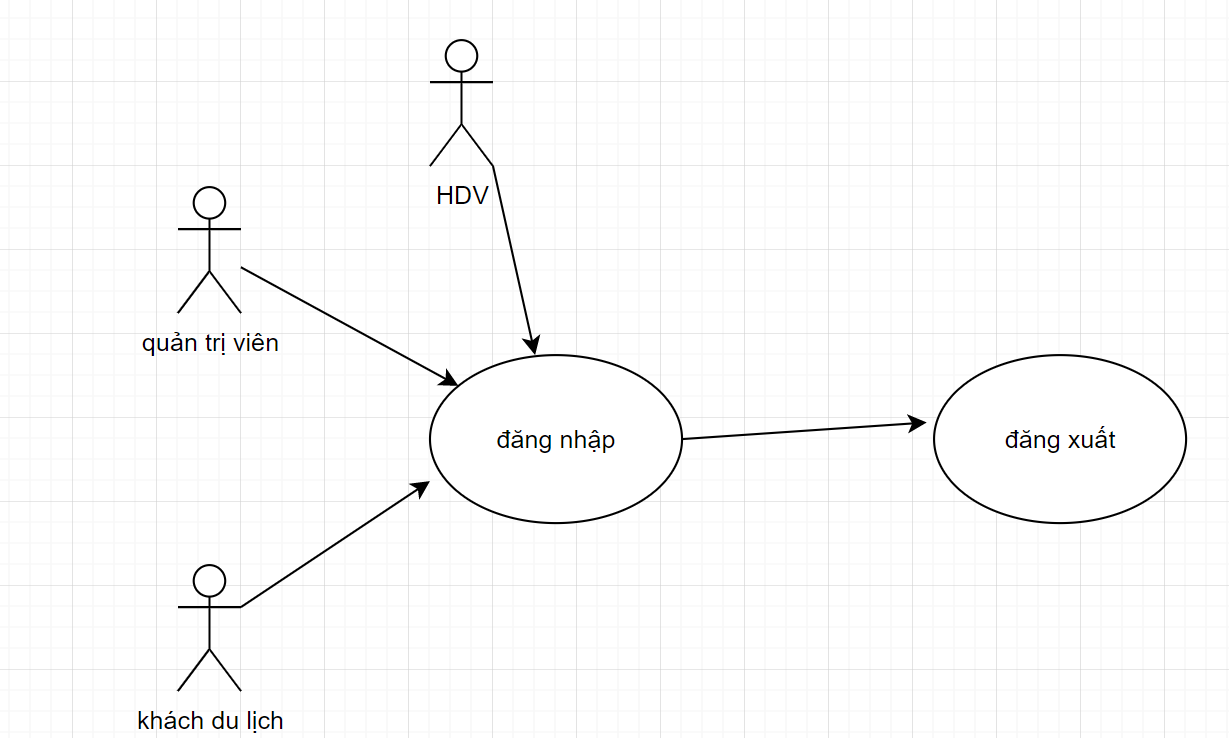 HDV
quản trị viên
đăng nhập
đăng xuất
khách du lịch